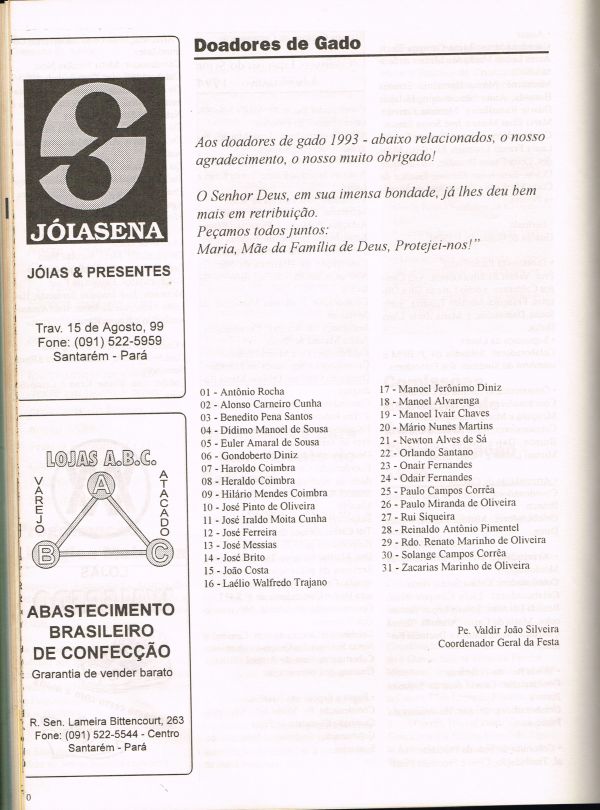 Doadores de Gado
Aos doadores de gado 1993 - abaixo relacionados, o nosso
agradecimento, o nosso muito obrigado!
O Senhor Deus, em sua imensa bondade, já lhes deu bem
mais em retribuição.
Peçamos todos juntos:
Maria, Mãe da Família de Deus, Protejei-nos!”
01 - Antônio Rocha
02 - Alonso Carneiro Cunha
03 - Benedito Pena Santos
04 - Dídimo Manoel de Sousa
05 - Euler Amaral de Sousa
06 - Gondoberto Diniz
07 - Haroldo Coimbra
08 - Heraldo Coimbra
09 - Hilário Mendes Coimbra
10 - José Pinto de Oliveira
11 - José Iraldo Moita Cunha
12 - José Ferreira
13 - José Messias
14 - José Brito
15 - João Costa
16 - Laélio Walfredo Trajano
17 - Manoel Jerônimo Diniz
18 - Manoel Alvarenga
19 - Manoel Ivair Chaves
20 - Mário Nunes Martins
21 - Newton Alves de Sá
22 - Orlando Santano
23 - Onair Fernandes
24 - Odair Fernandes
25 - Paulo Campos Corrêa
26 - Paulo Miranda de Oliveira
27 - Rui Siqueira
28 - Reinaldo Antônio Pimentel
29 - Rdo. Renato Marinho de Oliveira
30 - Solange Campos Corrêa
31 - Zacarias Marinho de Oliveira
Pe. Valdir João Silveira
Coordenador Geral da Festa
JÓIASENA
JÓIAS & PRESENTES
Trav. 15 de Agosto, 99
Fone: (091) 522-5959
Santarém - Pará
LOJAS A.B.C.
VAREJO
ATACADO
A
B
C
ABASTECIMENTO
BRASILEIRO
DE CONFECÇÃO
Grarantia de vender barato
R. Sen. Lameira Bittencourt, 263
Fone: (091) 522-5544 - Centro
Santarém - Pará
0